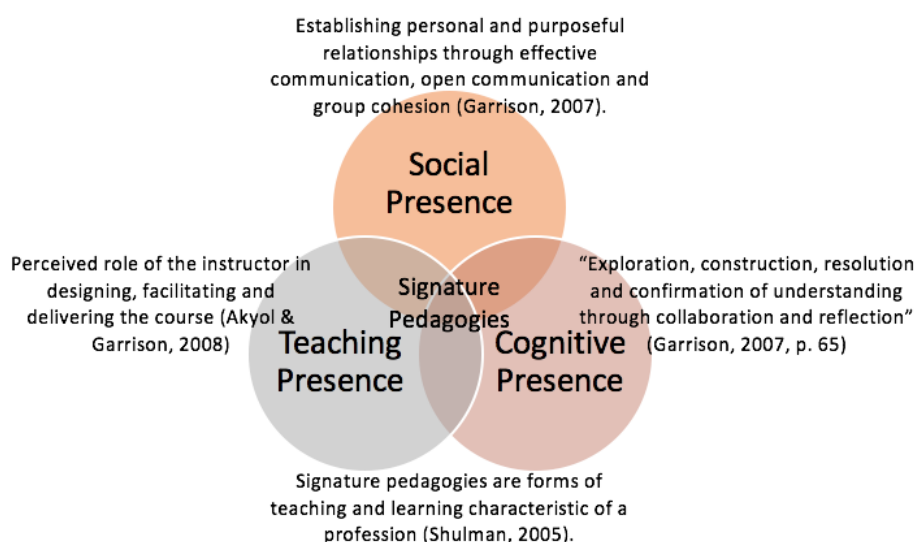 Establishing personal and purposeful
relationships through effective
communication, open communication and
group cohesion (Garrison, 2007).
Social
Presence
Perceived role of the instructor in
designing, facilitating and
delivering the course (Akyol &
Garrison, 2008)
Signature
Pedagogies
“Exploration, construction, resolution
and confirmation of understanding
through collaboration and reflection”
(Garrison, 2007, p. 65)
Teaching
Presence
Cognitive
Presence
Signature pedagogies are forms of
teaching and learning characteristic of a
profession (Shulman, 2005).